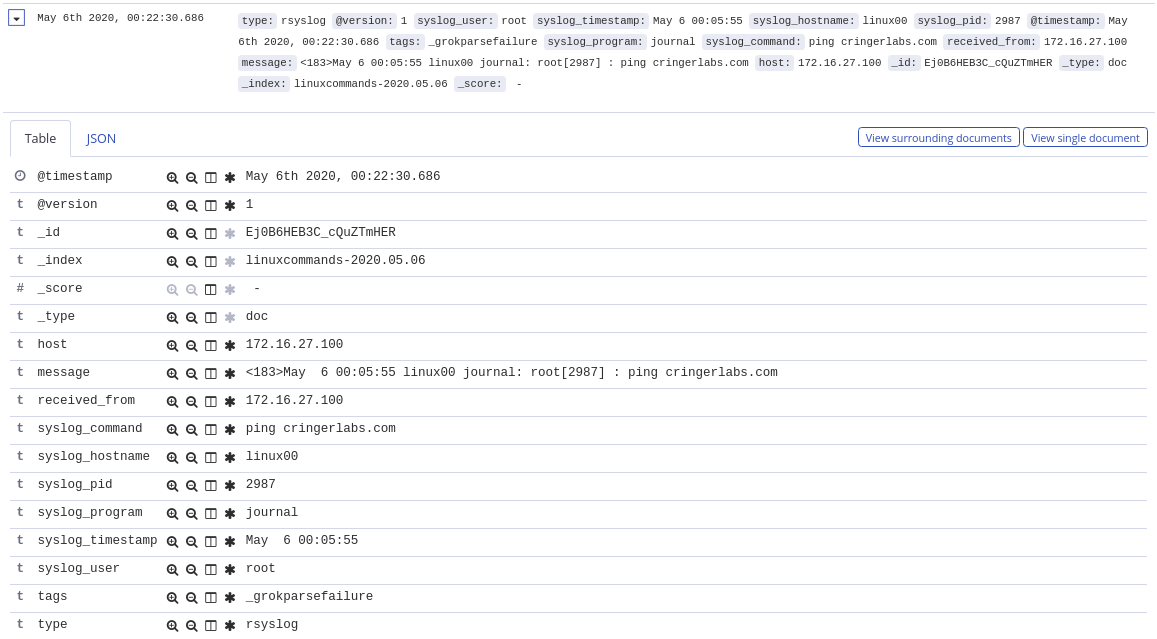 May 6th 2020, 00:22:30.686
type: rsyslog @version: 1 syslog_user: root syslog_timestamp: May 6 00:05:55 syslog_hostname: linux00 syslog_pid: 2987 @timestamp: May
6th 2020, 00:22:30.686 tags: _grokparsefailure syslog_program: journal syslog_command: ping cringerlabs.com received_from: 172.16.27.100
message: <183>May 6 00:05:55 linux00 journal: root[2987] : ping cringerlabs.com host: 172.16.27.100 _id: Ej0B6HEB3C_cQuZTmHER _type: doc
_index: linuxcommands-2020.05.06 _score: -
Table JSON View surrounding documents View single document
@timestamp May 6th 2020, 00:22:30.686
t @version 1
t _id Ej0B6HEB3C_cQuZTmHER
t _index linuxcommands-2020.05.06
# _score -
t _type doc
t host 172.16.27.100
t message <183>May  6 00:05:55 linux00 journal: root[2987] : ping cringerlabs.com
t received_from 172.16.27.100
t syslog_command ping cringerlabs.com
t syslog_hostname linux00
t syslog_pid 2987
t syslog_program journal
t syslog_timestamp May  6 00:05:55
t syslog_user root
t tags _grokparsefailure
t type rsyslog